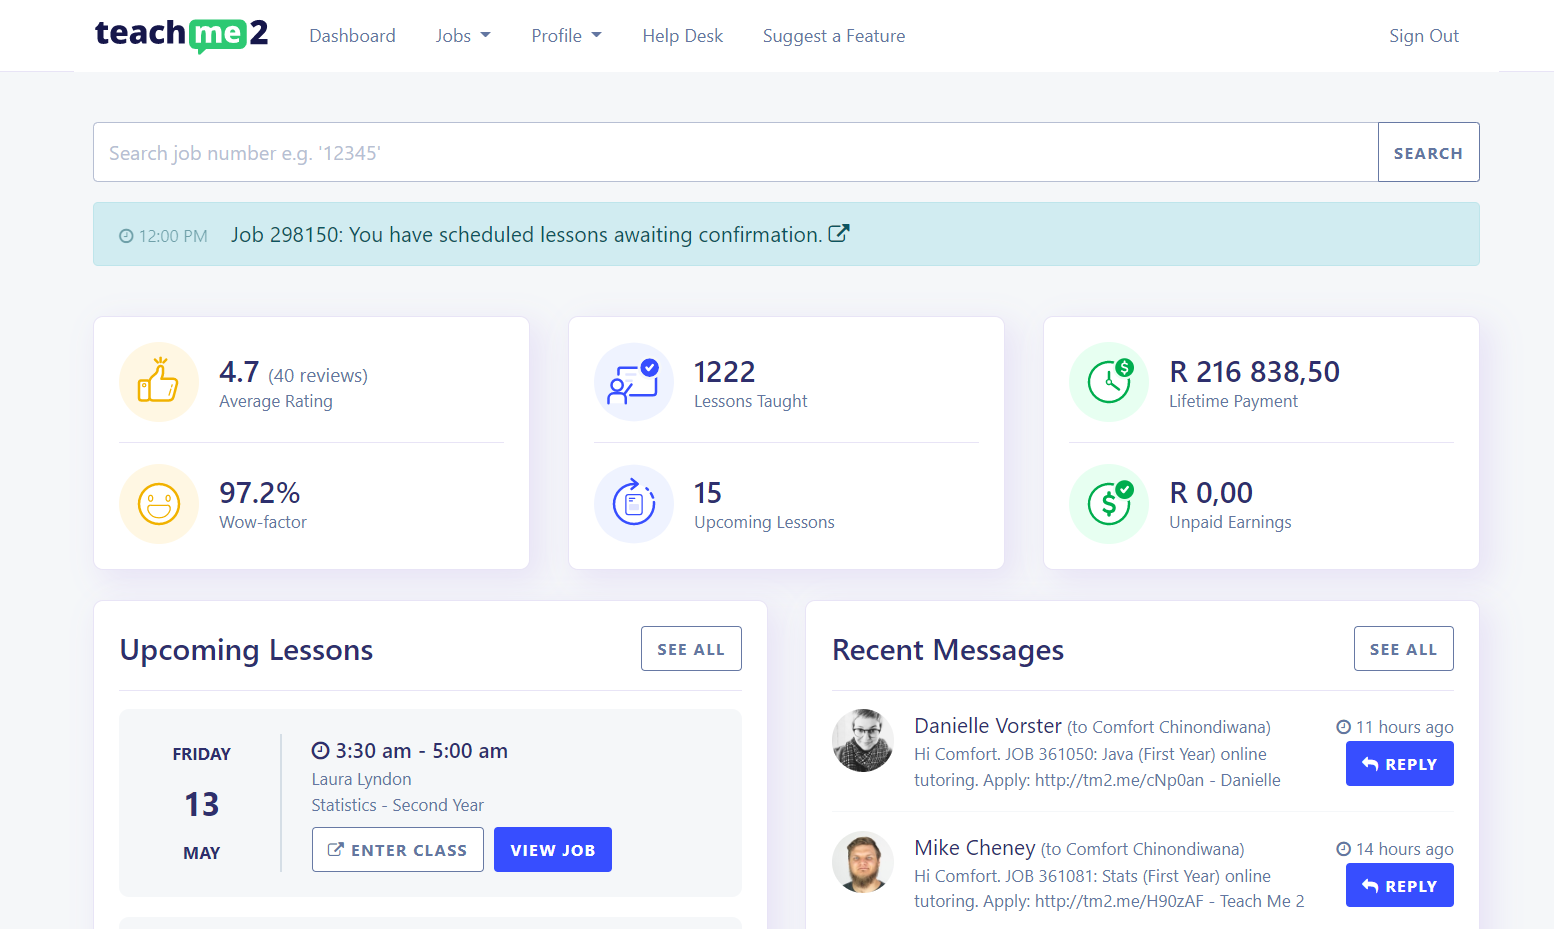 teachme2 Dashboard Jobs Profile Help Desk Suggest a Feature Sign Out
Search job number e.g. '12345' SEARCH
12:00 PM Job 298150: You have scheduled lessons awaiting confirmation.
4.7 (40 reviews)
Average Rating
97.2%
Wow-factor
1222
Lessons Taught
15
Upcoming Lessons
R 216 838,50
Lifetime Payment
R 0,00
Unpaid Earnings
Upcoming Lessons SEE ALL
FRIDAY
13
MAY
3:30 am - 5:00 am
Laura Lyndon
Statistics - Second Year
ENTER CLASS VIEW JOB
Recent Messages SEE ALL
Danielle Vorster (to Comfort Chinondiwana) 11 hours ago
Hi Comfort. JOB 361050: Java (First Year) online
tutoring. Apply: http://tm2.me/cNp0an - Danielle
REPLY
Mike Cheney (to Comfort Chinondiwana) 14 hours ago
Hi Comfort. JOB 361081: Stats (First Year) online
tutoring. Apply: http://tm2.me/H90zAF - Teach Me 2
REPLY